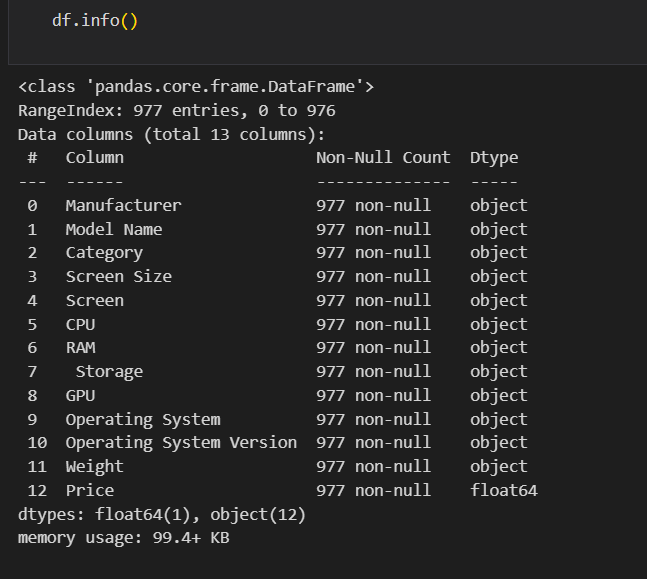 df.info()
<class 'pandas.core.frame.DataFrame'>
RangeIndex: 977 entries, 0 to 976
Data columns (total 13 columns):
 #   Column                    Non-Null Count  Dtype
---  ------                    --------------  -----
 0   Manufacturer              977 non-null    object
 1   Model Name                977 non-null    object
 2   Category                  977 non-null    object
 3   Screen Size               977 non-null    object
 4   Screen                    977 non-null    object
 5   CPU                       977 non-null    object
 6   RAM                       977 non-null    object
 7    Storage                  977 non-null    object
 8   GPU                       977 non-null    object
 9   Operating System          977 non-null    object
 10  Operating System Version  977 non-null    object
 11  Weight                    977 non-null    object
 12  Price                     977 non-null    float64
dtypes: float64(1), object(12)
memory usage: 99.4+ KB